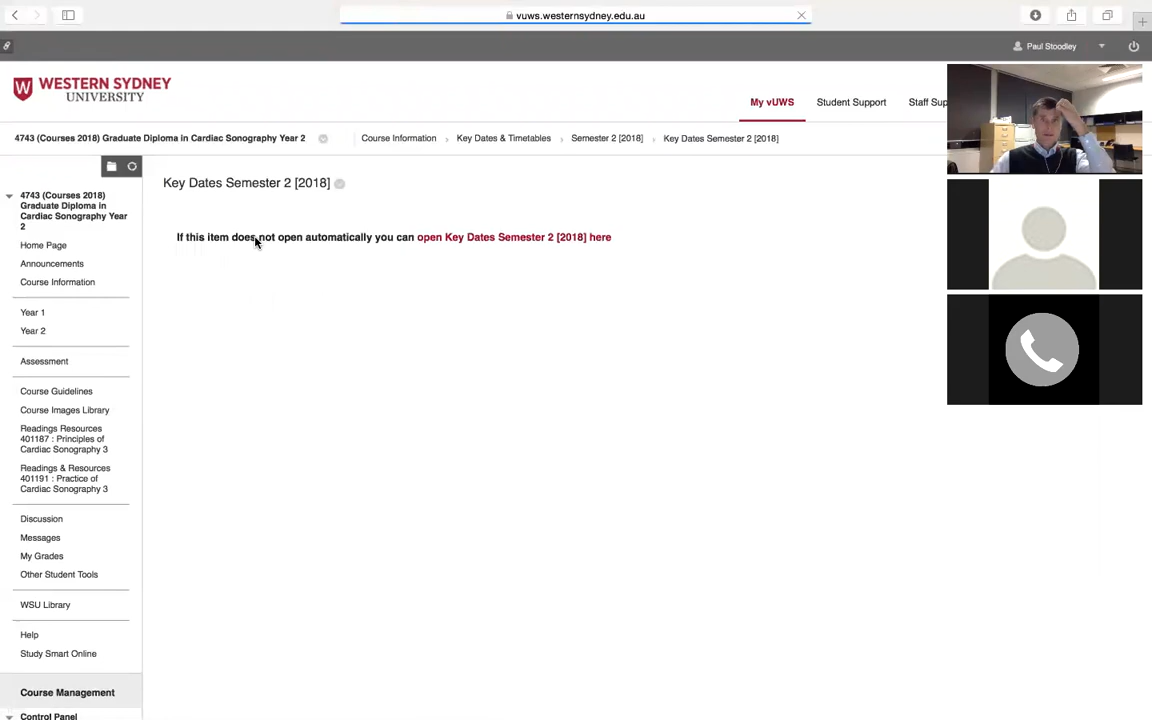 vuws.westernsydney.edu.au
Paul Stoodley
WESTERN SYDNEY
UNIVERSITY
My vUWS
Student Support
Staff Sup
4743 (Courses 2018) Graduate Diploma in Cardiac Sonography Year 2
Course Information
Key Dates & Timetables
Semester 2 [2018]
Key Dates Semester 2 [2018]
4743 (Courses 2018)
Graduate Diploma in
Cardiac Sonography Year
2
Home Page
Announcements
Course Information
Year 1
Year 2
Assessment
Course Guidelines
Course Images Library
Readings Resources
401187 : Principles of
Cardiac Sonography 3
Readings & Resources
401191 : Practice of
Cardiac Sonography 3
Discussion
Messages
My Grades
Other Student Tools
WSU Library
Help
Study Smart Online
Course Management
Control Panel
Key Dates Semester 2 [2018]
If this item does not open automatically you can open Key Dates Semester 2 [2018] here